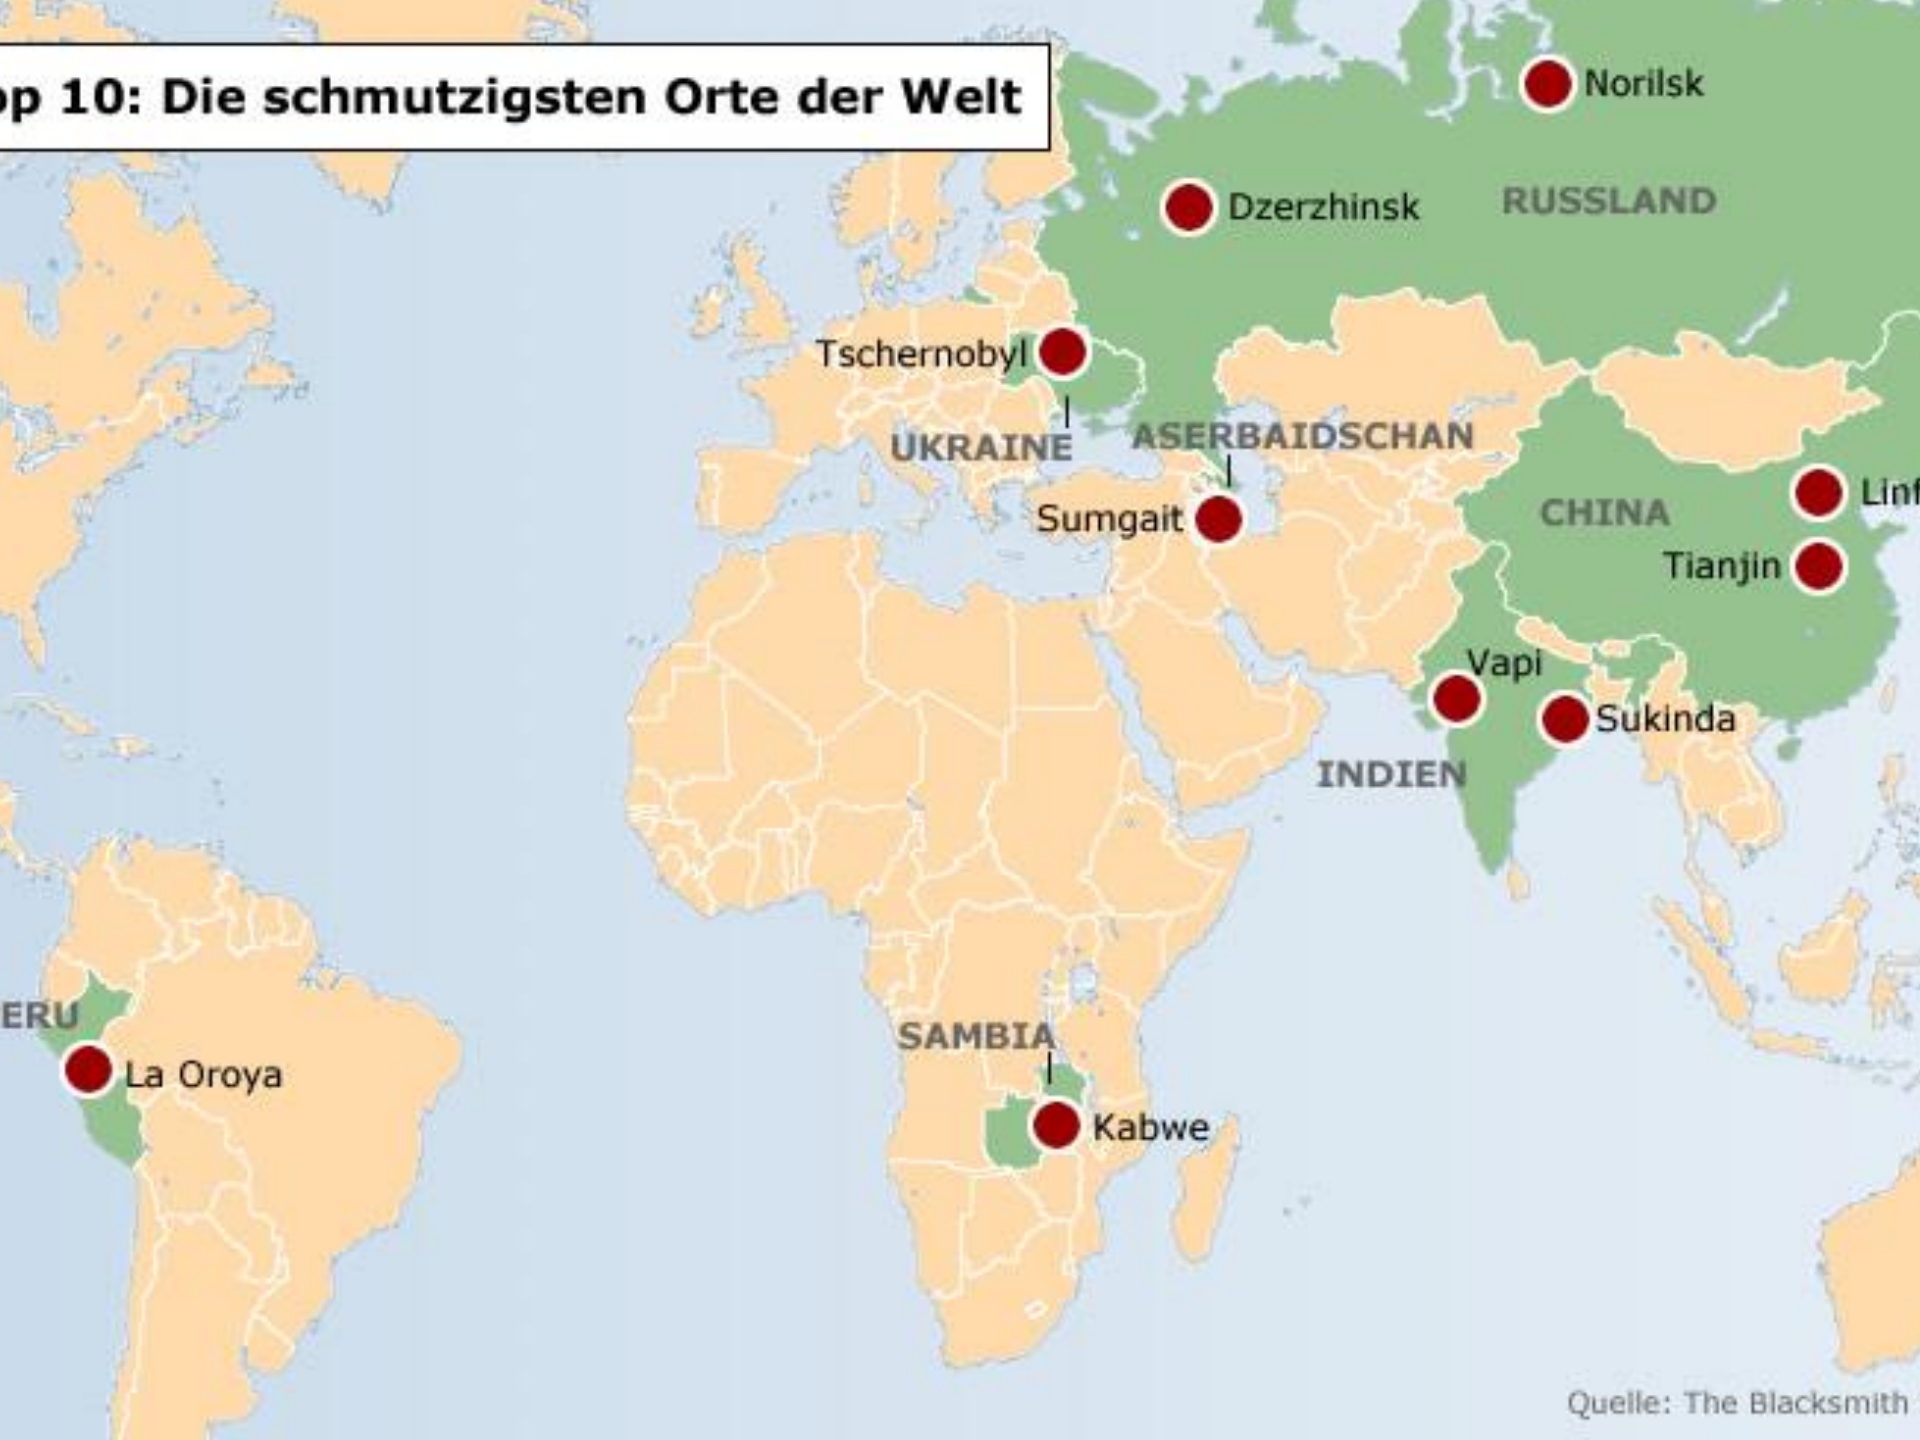 op 10: Die schmutzigsten Orte der Welt
Norilsk
Dzerzhinsk
RUSSLAND
Tschernobyl
UKRAINE
ASERBAIDSCHAN
Sumgait
CHINA
Linf
Tianjin
Vapi
Sukinda
INDIEN
ERU
La Oroya
SAMBIA
Kabwe
Quelle: The Blacksmith